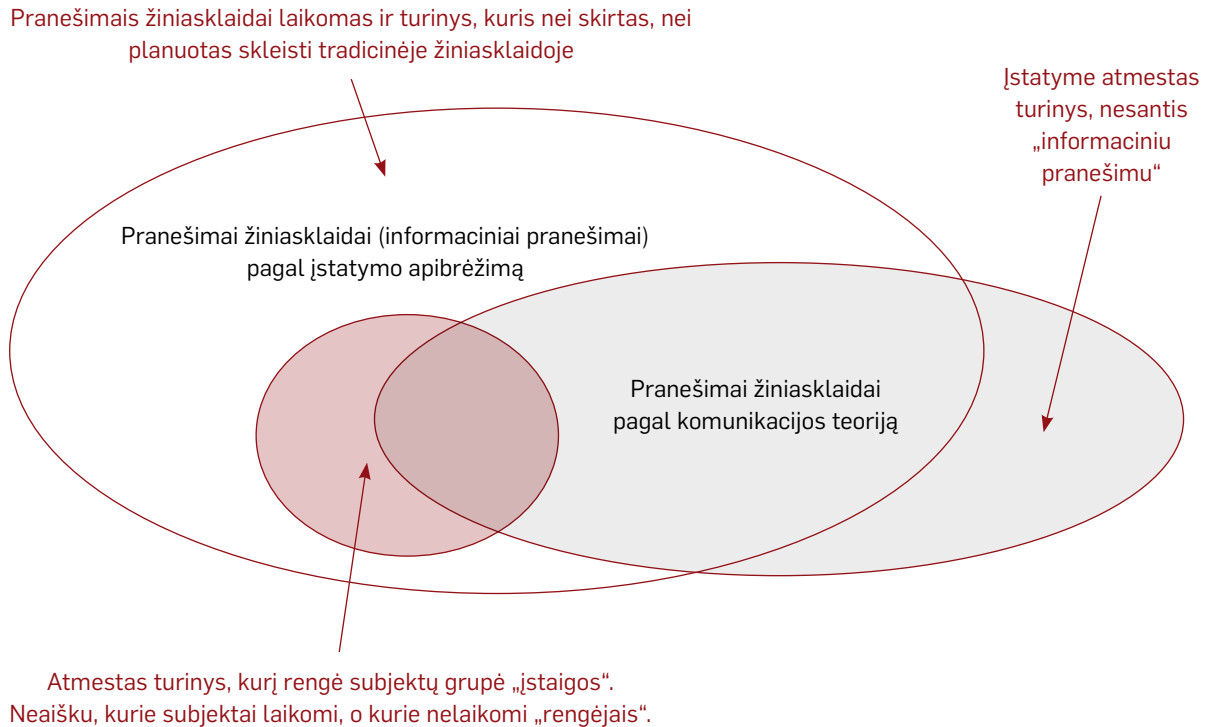 Pranešimais žiniasklaidai laikomas ir turinys, kuris nei skirtas, nei
planuotas skleisti tradicinėje žiniasklaidoje
Įstatyme atmestas
turinys, nesantis
„informaciniu
pranešimu“
Pranešimai žiniasklaidai (informaciniai pranešimai)
pagal įstatymo apibrėžimą
Pranešimai žiniasklaidai
pagal komunikacijos teoriją
Atmestas turinys, kurį rengė subjektų grupė „įstaigos“.
Neaišku, kurie subjektai laikomi, o kurie nelaikomi „rengėjais“.